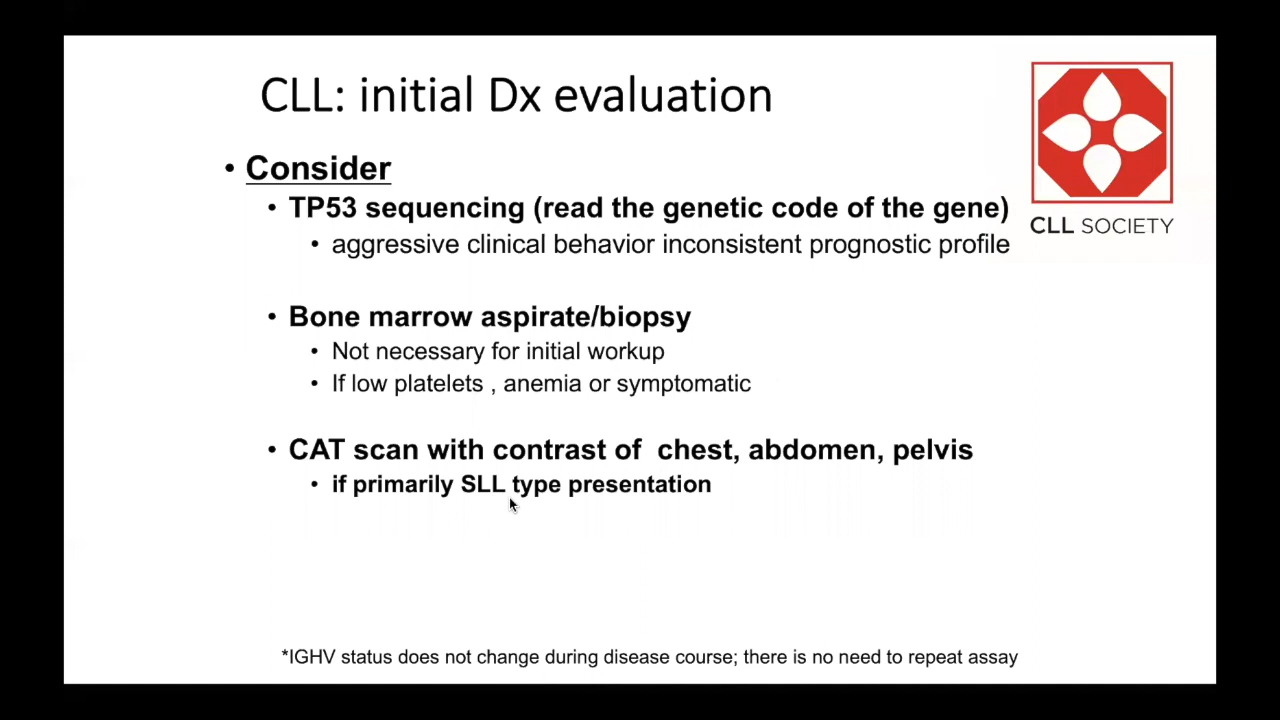 CLL: initial Dx evaluation
CLL SOCIETY
• Consider
• TP53 sequencing (read the genetic code of the gene)
• aggressive clinical behavior inconsistent prognostic profile
• Bone marrow aspirate/biopsy
• Not necessary for initial workup
• If low platelets , anemia or symptomatic
• CAT scan with contrast of  chest, abdomen, pelvis
• if primarily SLL type presentation
*IGHV status does not change during disease course; there is no need to repeat assay